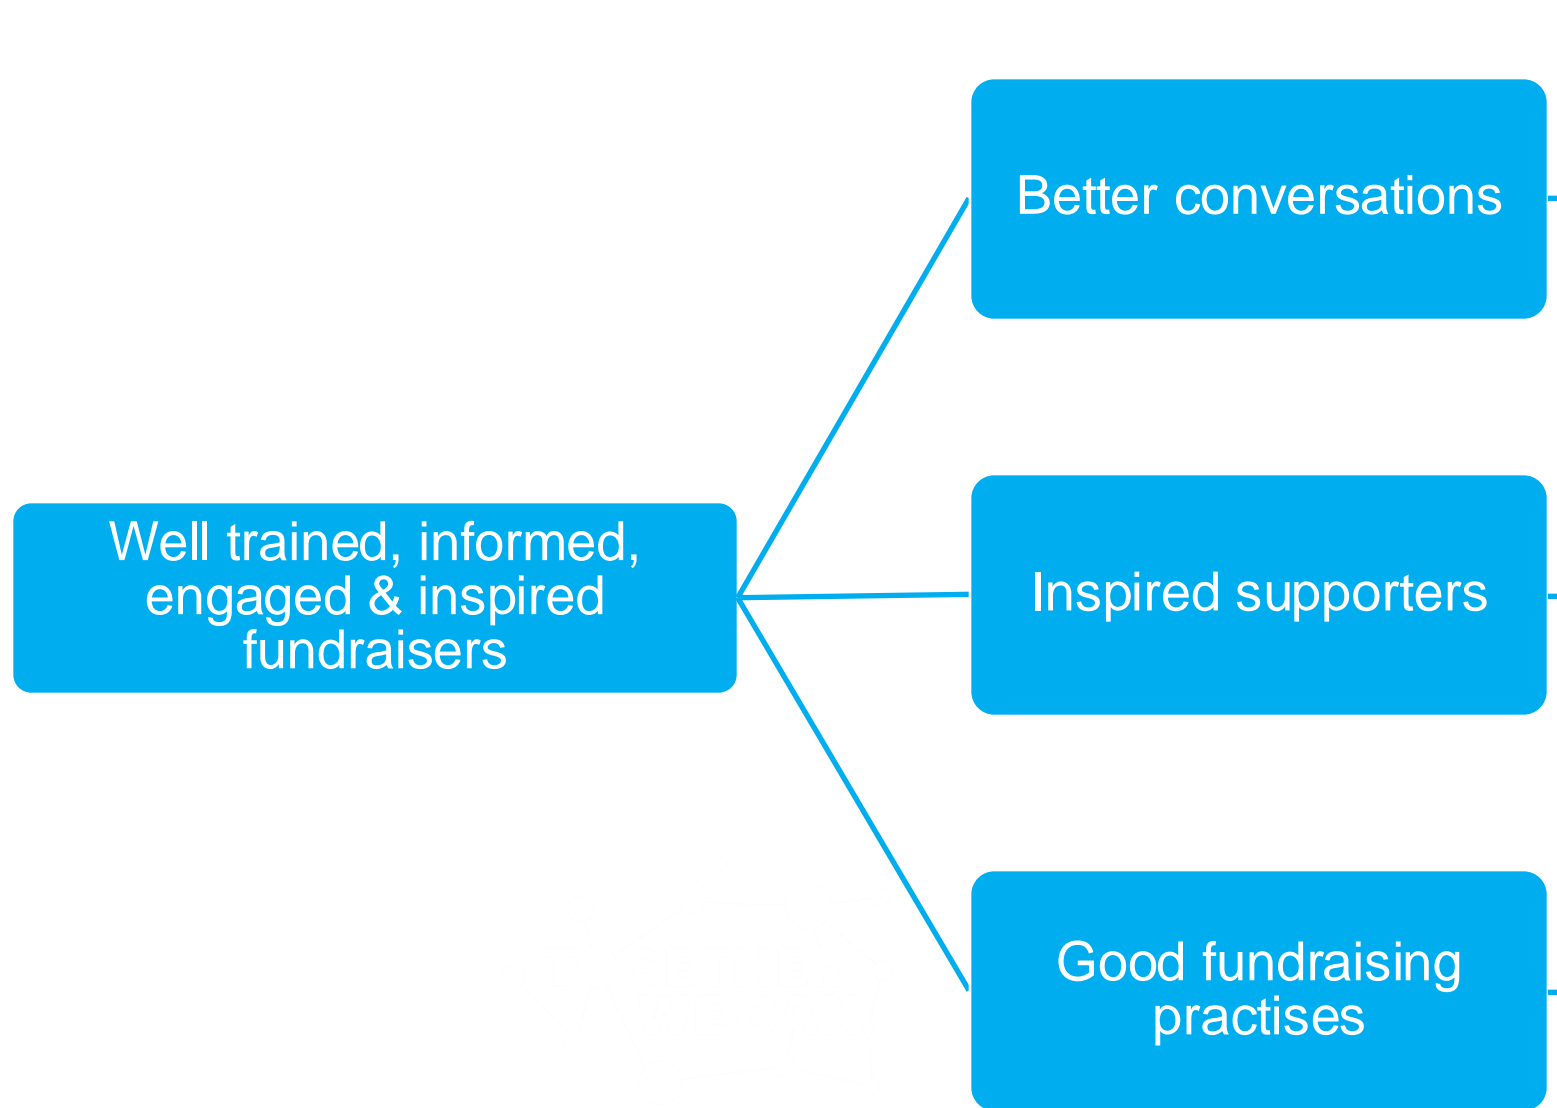 Better conversations
Well trained, informed,
engaged & inspired
fundraisers
Inspired supporters
Good fundraising
practises